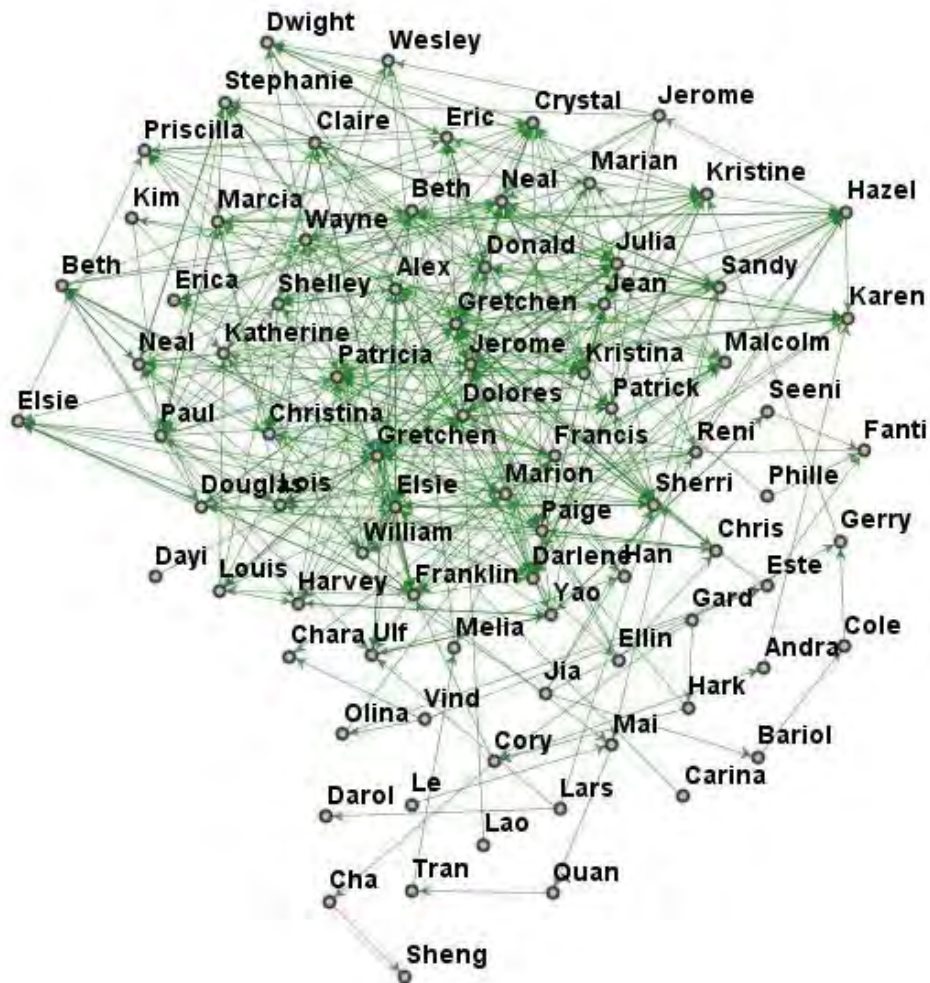 Dwight
Wesley
Stephanie
Crystal
Jerome
Claire
Eric
Priscilla
Marian
Kristine
Kim
Marcia
Beth
Neal
Hazel
Wayne
Donald
Julia
Beth
Erica
Shelley
Alex
Jean
Sandy
Gretchen
Karen
Neal
Katherine
Patricia
Jerome
Kristina
Malcolm
Elsie
Paul
Christina
Dolores
Patrick
Seeni
Gretchen
Francis
Reni
Fanti
Douglas
Lois
Elsie
Marion
Sherri
Phille
William
Paige
Chris
Gerry
Dayi
Louis
Harvey
Franklin
Darlene
Han
Este
Yao
Gard
Chara
Ulf
Melia
Ellin
Andra
Cole
Jia
Hark
Olina
Vind
Cory
Mai
Bariol
Darol
Le
Lars
Carina
Lao
Cha
Tran
Quan
Sheng